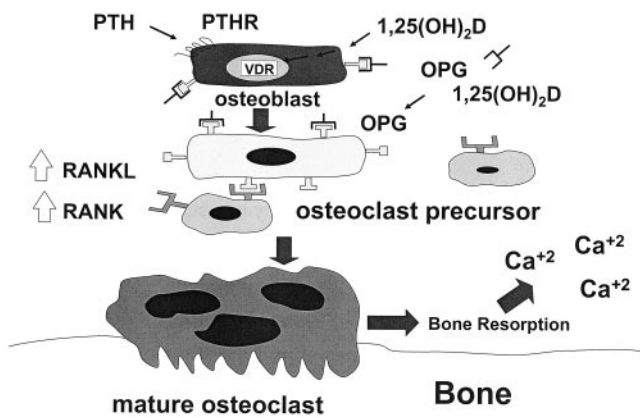 PTH PTHR 1,25(OH)₂D
VDR
OPG
osteoblast
1,25(OH)₂D
OPG
RANKL
RANK
osteoclast precursor
Ca⁺²
Ca⁺²
Ca⁺²
Bone Resorption
mature osteoclast
Bone